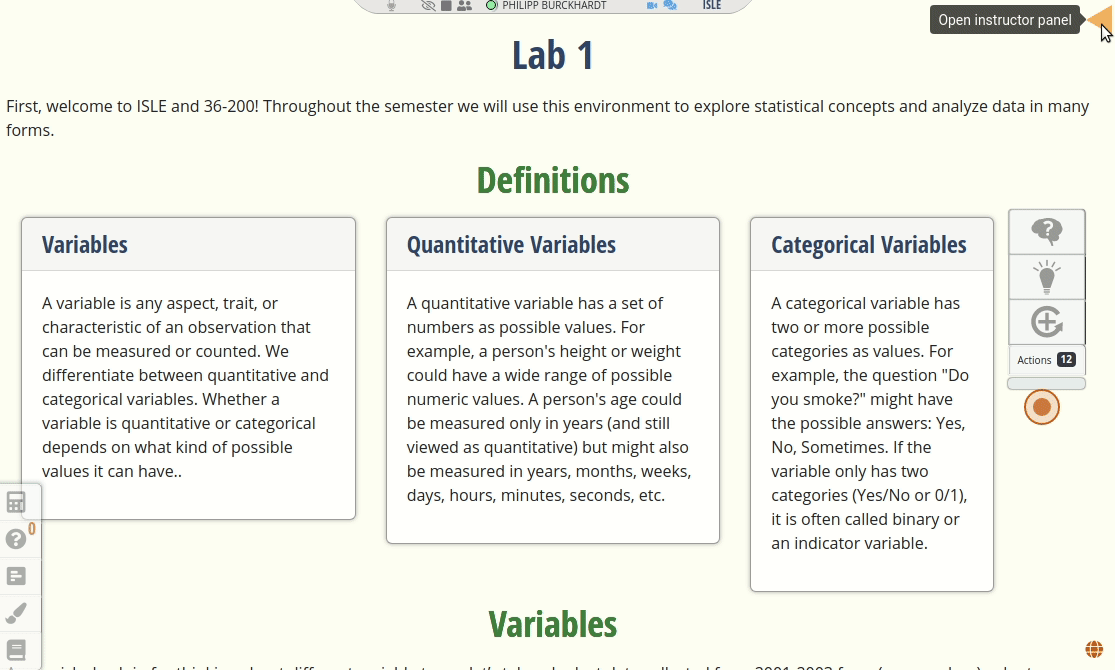 PHILIPP BURCKHARDT
ISLE
Open instructor panel
Lab 1
First, welcome to ISLE and 36-200! Throughout the semester we will use this environment to explore statistical concepts and analyze data in many
forms.
Definitions
Variables
A variable is any aspect, trait, or
characteristic of an observation that
can be measured or counted. We
differentiate between quantitative and
categorical variables. Whether a
variable is quantitative or categorical
depends on what kind of possible
values it can have..
Quantitative Variables
A quantitative variable has a set of
numbers as possible values. For
example, a person's height or weight
could have a wide range of possible
numeric values. A person's age could
be measured only in years (and still
viewed as quantitative) but might also
be measured in years, months, weeks,
days, hours, minutes, seconds, etc.
Categorical Variables
A categorical variable has
two or more possible
categories as values. For
example, the question "Do
you smoke?" might have
the possible answers: Yes,
No, Sometimes. If the
variable only has two
categories (Yes/No or 0/1),
it is often called binary or
an indicator variable.
?
Actions 12
?
0
Variables